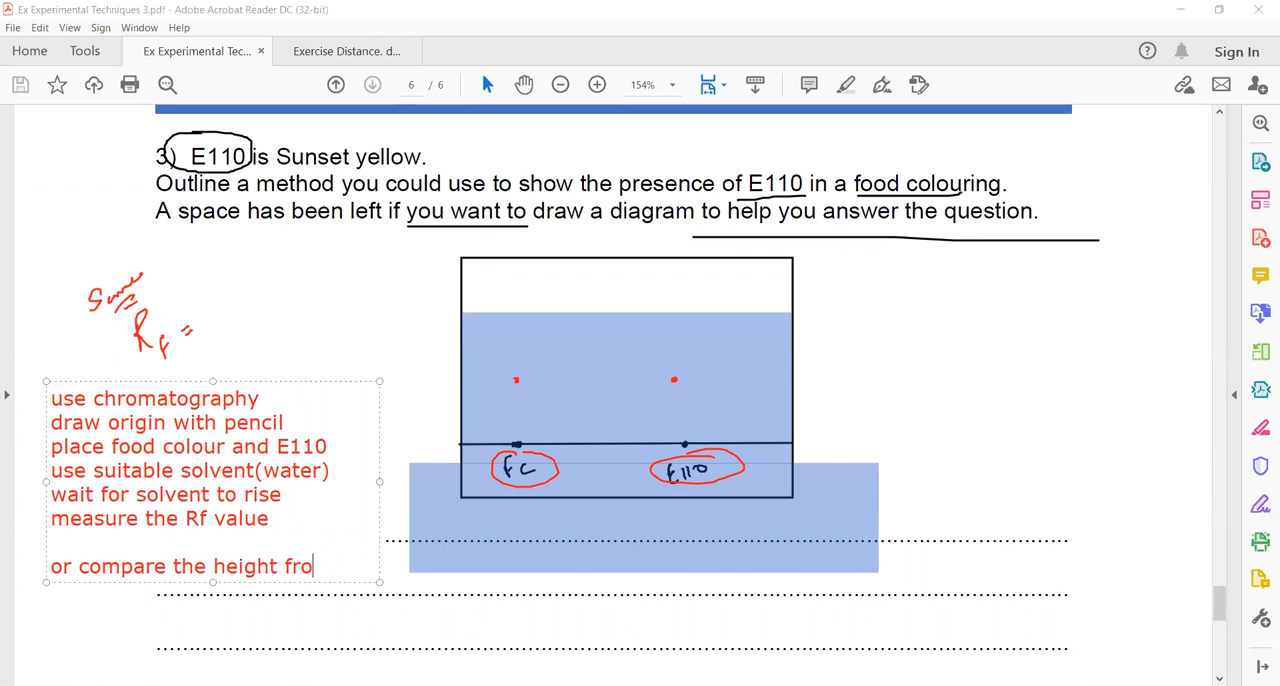 Ex Experimental Techniques 3.pdf - Adobe Acrobat Reader DC (32-bit)
File Edit View Sign Window Help
Home Tools Ex Experimental Tec... × Exercise Distance. d... Sign In
6 / 6 154%
3) E110 is Sunset yellow.
Outline a method you could use to show the presence of E110 in a food colouring.
A space has been left if you want to draw a diagram to help you answer the question.
Same
Rf =
use chromatography
draw origin with pencil
place food colour and E110
use suitable solvent(water)
wait for solvent to rise
measure the Rf value
or compare the height fro
FC E110